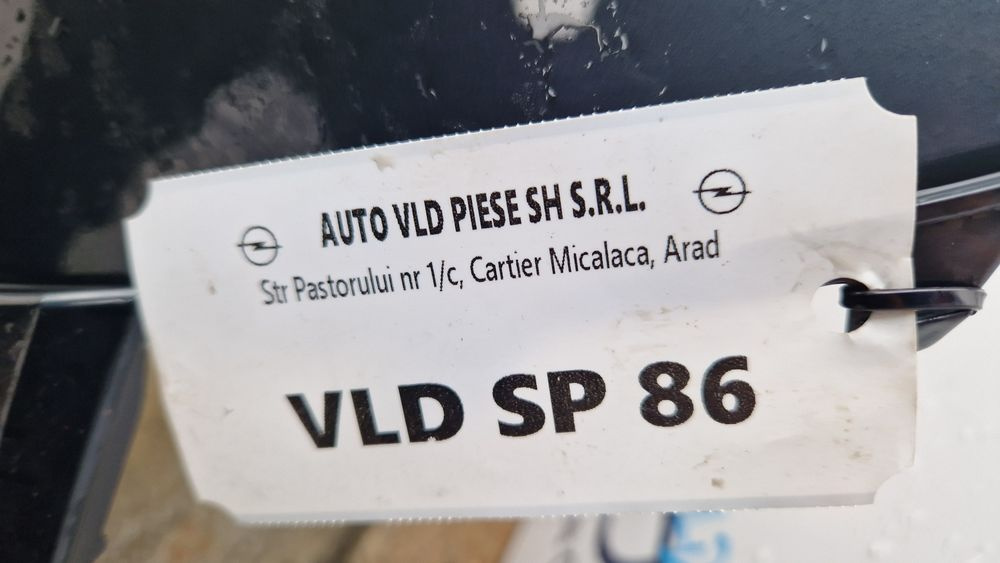 AUTO VLD PIESE SH S.R.L.
Str Pastorului nr 1/c, Cartier Micalaca, Arad
VLD SP 86